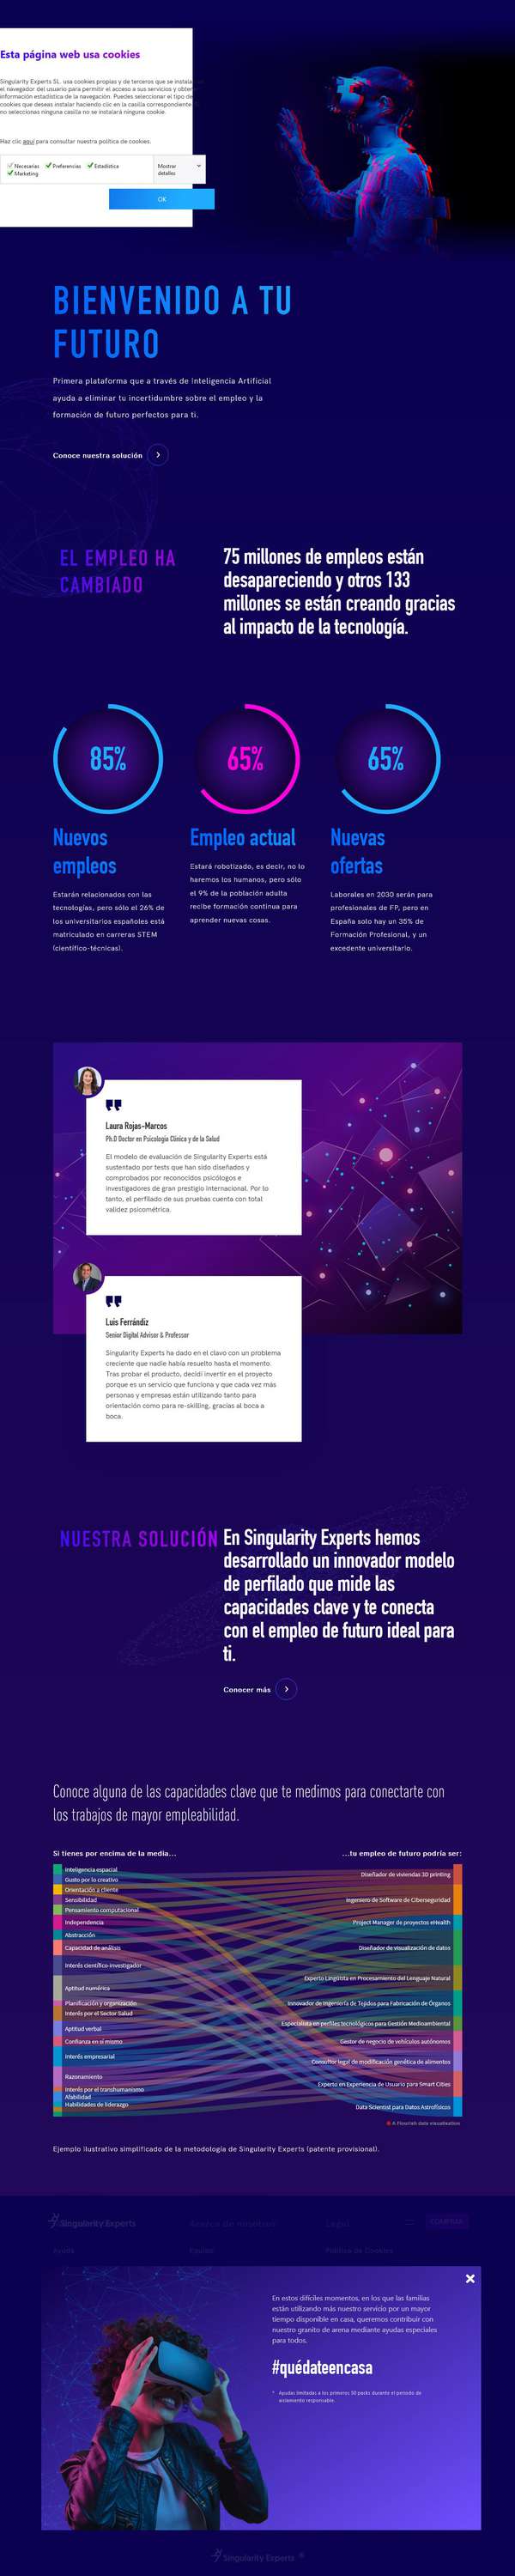 Esta página web usa cookies
Singularity Experts SL. usa cookies propias y de terceros que se instalan en
el navegador del usuario para permitir el acceso a sus servicios y obtener
información estadística de la navegación. Puedes seleccionar el tipo de
cookies que deseas instalar haciendo clic en la casilla correspondiente. Si
no seleccionas ninguna casilla no se instalará ninguna cookie.
Haz clic aquí para consultar nuestra política de cookies.
Necesarias Preferencias Estadística
Marketing
Mostrar
detalles
OK
BIENVENIDO A TU
FUTURO
Primera plataforma que a través de Inteligencia Artificial
ayuda a eliminar tu incertidumbre sobre el empleo y la
formación de futuro perfectos para ti.
Conoce nuestra solución
EL EMPLEO HA
CAMBIADO
75 millones de empleos están
desapareciendo y otros 133
millones se están creando gracias
al impacto de la tecnología.
85%
65%
65%
Nuevos
empleos
Estarán relacionados con las
tecnologías, pero sólo el 26% de
los universitarios españoles está
matriculado en carreras STEM
(científico-técnicas).
Empleo actual
Estará robotizado, es decir, no lo
haremos los humanos, pero sólo
el 9% de la población adulta
recibe formación continua para
aprender nuevas cosas.
Nuevas
ofertas
Laborales en 2030 serán para
profesionales de FP, pero en
España solo hay un 35% de
Formación Profesional, y un
excedente universitario.
Laura Rojas-Marcos
Ph.D Doctor en Psicología Clínica y de la Salud
El modelo de evaluación de Singularity Experts está
sustentado por tests que han sido diseñados y
comprobados por reconocidos psicólogos e
investigadores de gran prestigio internacional. Por lo
tanto, el perfilado de sus pruebas cuenta con total
validez psicométrica.
Luis Ferrándiz
Senior Digital Advisor & Professor
Singularity Experts ha dado en el clavo con un problema
creciente que nadie había resuelto hasta el momento.
Tras probar el producto, decidí invertir en el proyecto
porque es un servicio que funciona y que cada vez más
personas y empresas están utilizando tanto para
orientación como para re-skilling, gracias al boca a
boca.
NUESTRA SOLUCIÓN
En Singularity Experts hemos
desarrollado un innovador modelo
de perfilado que mide las
capacidades clave y te conecta
con el empleo de futuro ideal para
ti.
Conocer más
Conoce alguna de las capacidades clave que te medimos para conectarte con
los trabajos de mayor empleabilidad.
Si tienes por encima de la media...
...tu empleo de futuro podría ser:
Inteligencia espacial
Gusto por lo creativo
Orientación a cliente
Sensibilidad
Pensamiento computacional
Independencia
Abstracción
Capacidad de análisis
Interés científico-investigador
Aptitud numérica
Planificación y organización
Interés por el Sector Salud
Aptitud verbal
Confianza en sí mismo
Interés empresarial
Razonamiento
Interés por el transhumanismo
Afabilidad
Habilidades de liderazgo
Diseñador de viviendas 3D printing
Ingeniero de Software de Ciberseguridad
Project Manager de proyectos eHealth
Diseñador de visualización de datos
Experto Lingüista en Procesamiento del Lenguaje Natural
Innovador de Ingeniería de Tejidos para Fabricación de Órganos
Especialista en perfiles tecnológicos para Gestión Medioambiental
Gestor de negocio de vehículos autónomos
Consultor legal de modificación genética de alimentos
Experto en Experiencia de Usuario para Smart Cities
Data Scientist para Datos Astrofísicos
A Flourish data visualisation
Ejemplo ilustrativo simplificado de la metodología de Singularity Experts (patente provisional).
Singularity Experts
Legal
COMPRAR
Equipo
Política de Cookies
En estos difíciles momentos, en los que las familias
están utilizando más nuestro servicio por un mayor
tiempo disponible en casa, queremos contribuir con
nuestro granito de arena mediante ayudas especiales
para todos.
#quédateencasa
* Ayudas limitadas a los primeros 50 packs durante el periodo de
aislamiento responsable.
Singularity Experts ®